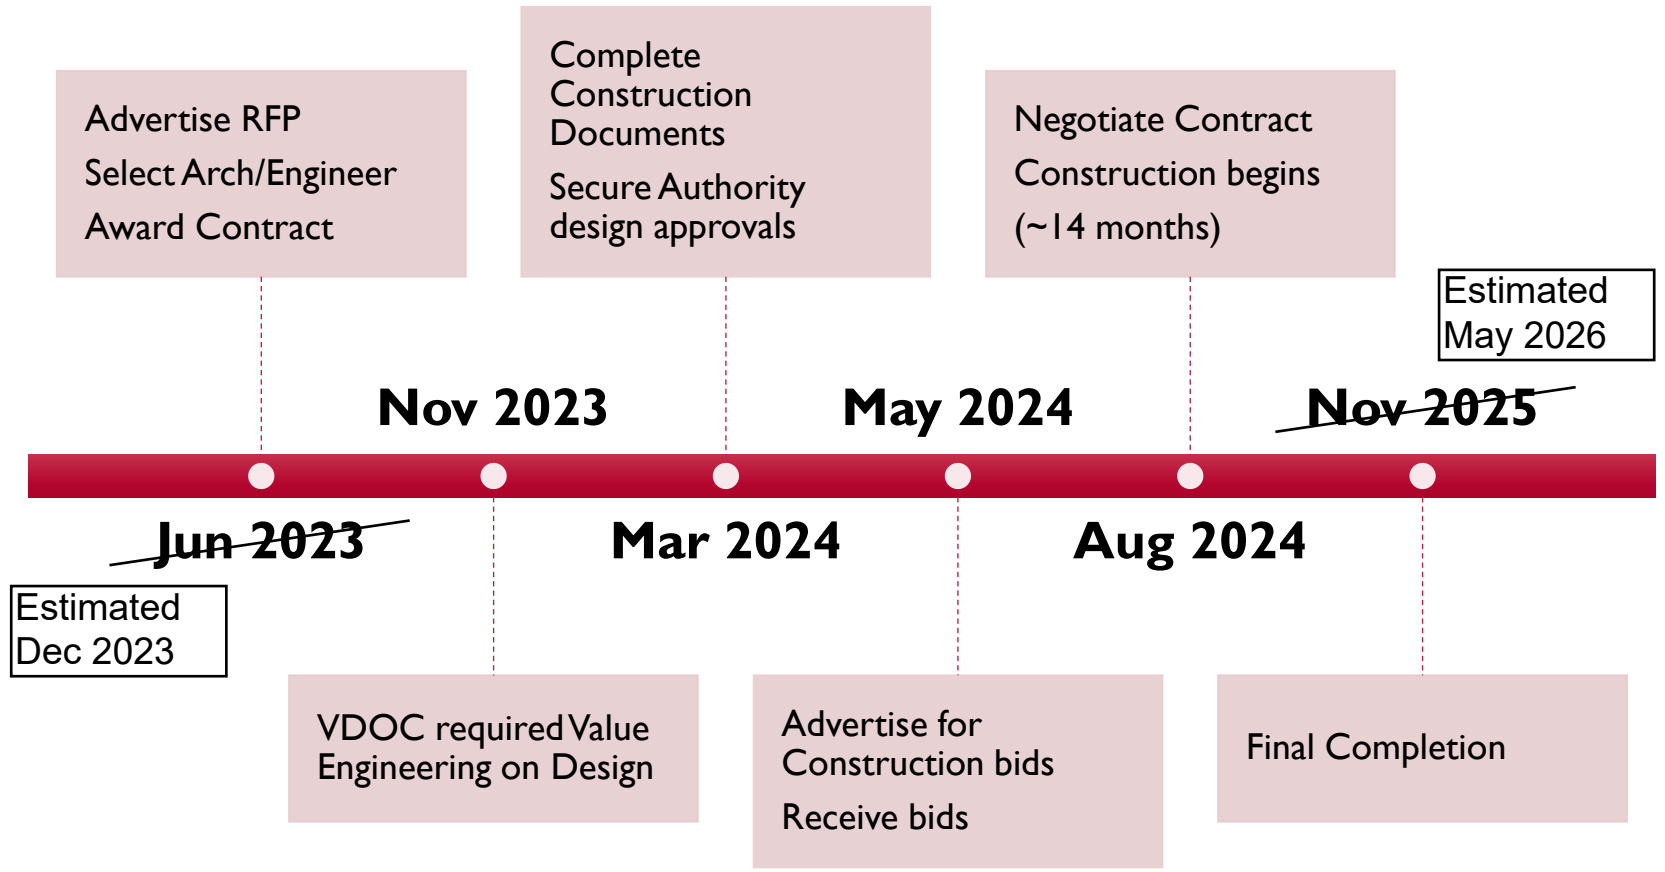 Advertise RFP
Select Arch/Engineer
Award Contract
Complete
Construction
Documents
Secure Authority
design approvals
Negotiate Contract
Construction begins
(~14 months)
Estimated
May 2026
Nov 2023
May 2024
Nov 2025
Jun 2023
Mar 2024
Aug 2024
Estimated
Dec 2023
VDOC required Value
Engineering on Design
Advertise for
Construction bids
Receive bids
Final Completion